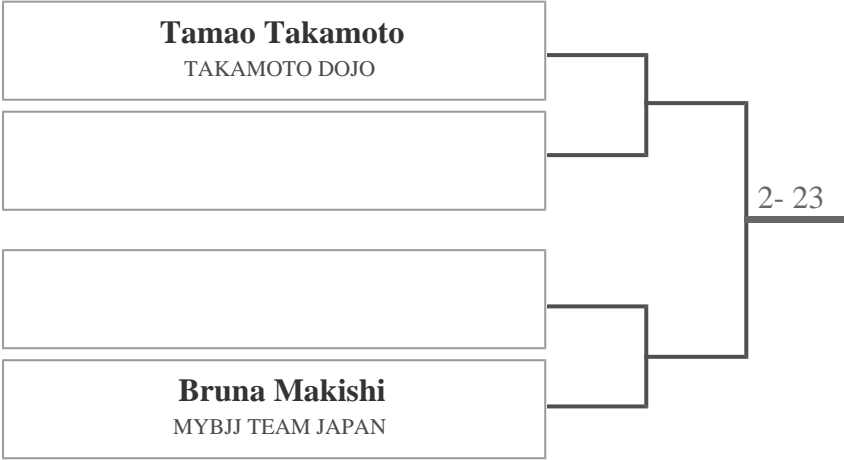 Tamao Takamoto
TAKAMOTO DOJO
2- 23
Bruna Makishi
MYBJJ TEAM JAPAN